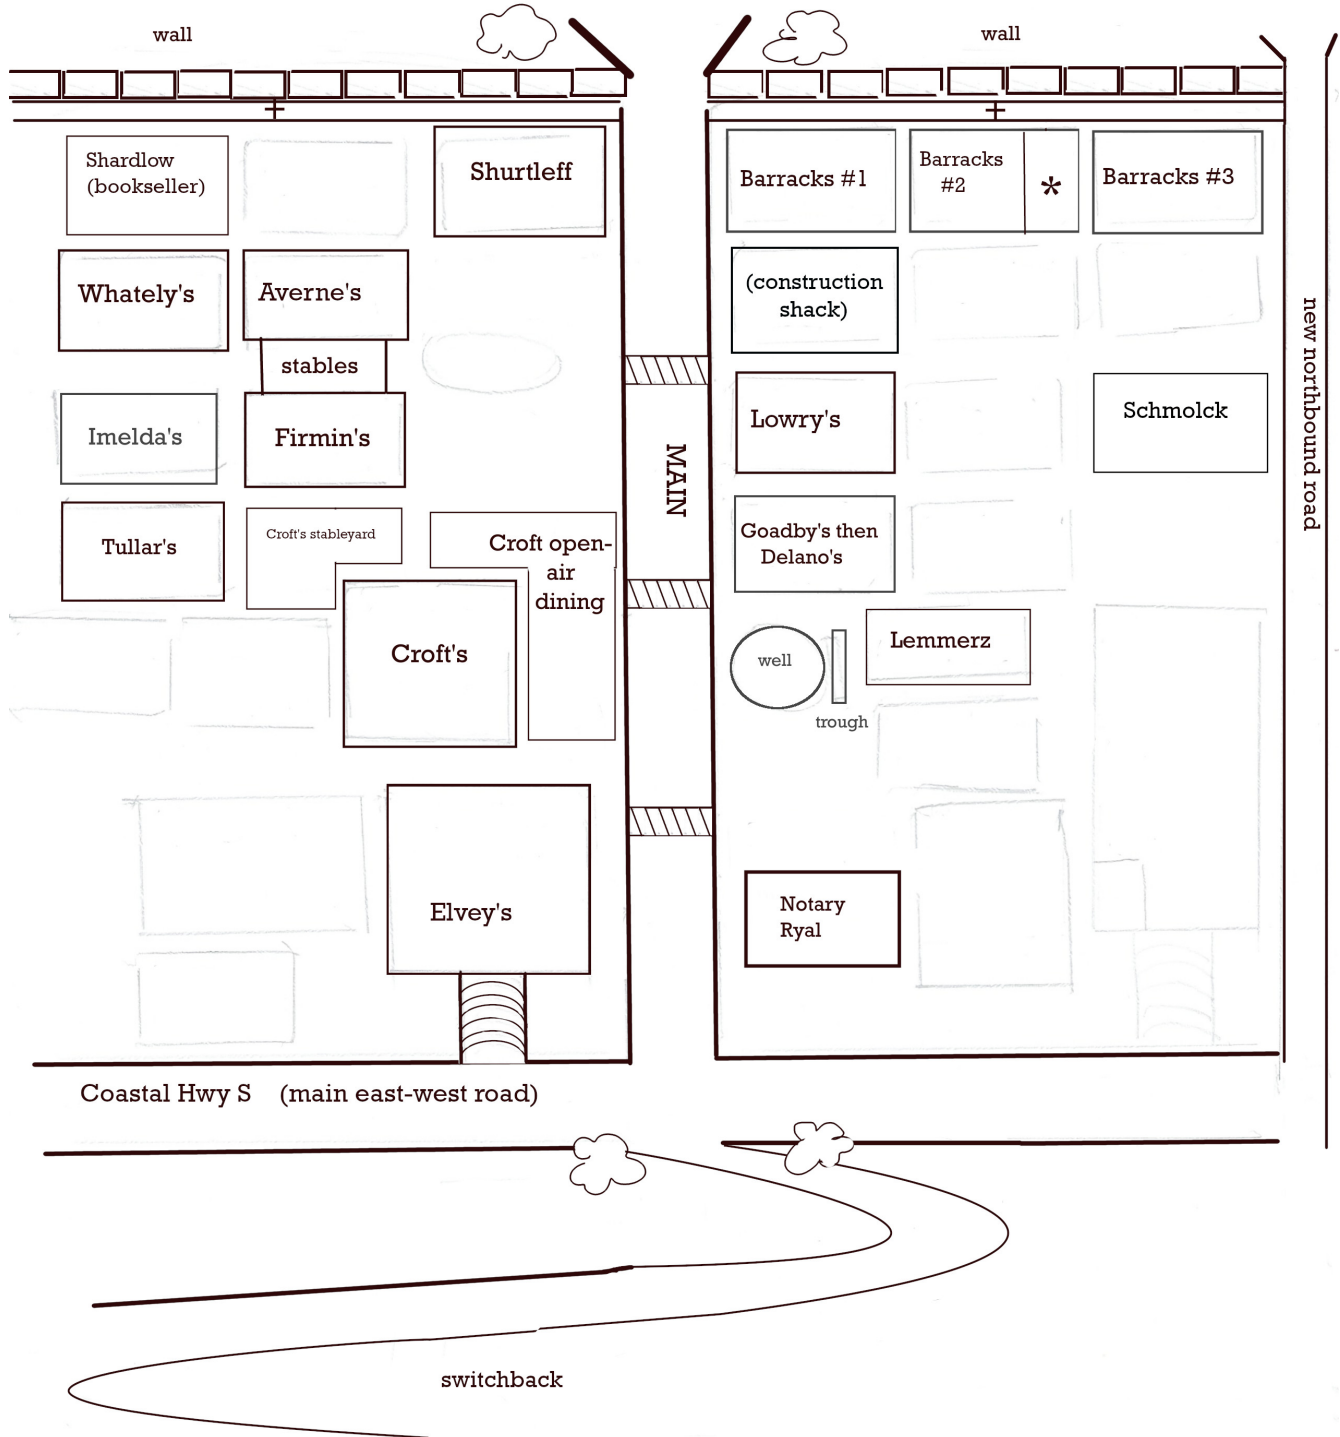 wall
wall
Shardlow
(bookseller)
Shurtleff
Barracks #1
Barracks
#2
*
Barracks #3
Whately's
Averne's
(construction
shack)
stables
Imelda's
Firmin's
MAIN
Lowry's
Schmolck
new northbound road
Tullar's
Croft's stableyard
Croft open-
air
dining
Goadby's then
Delano's
Croft's
well
trough
Lemmerz
Elvey's
Notary
Ryal
Coastal Hwy S (main east-west road)
switchback